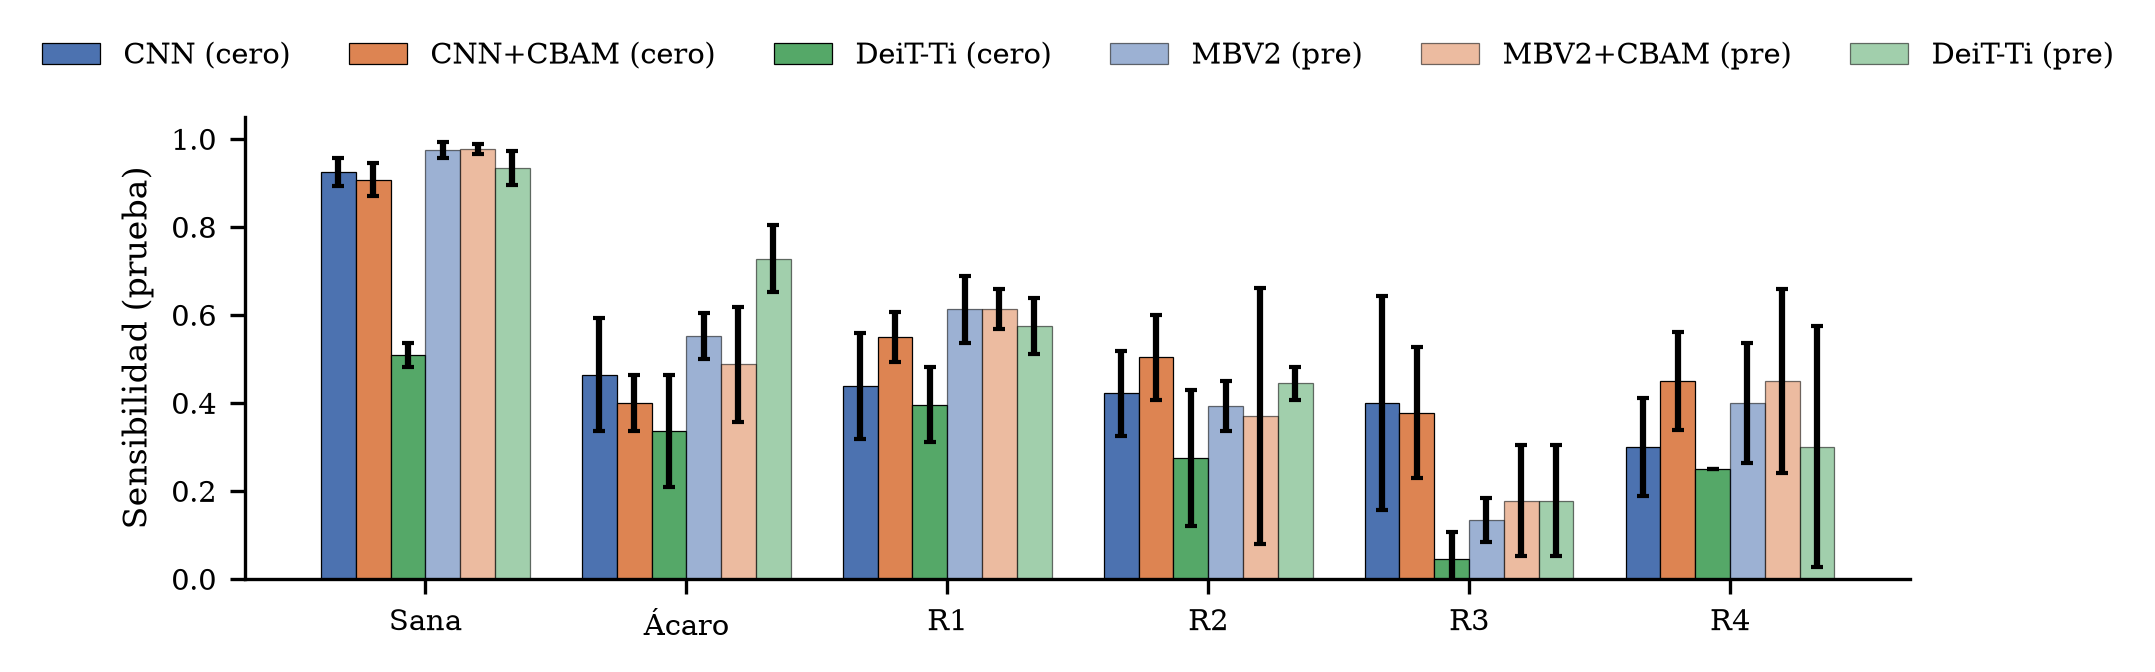 CNN (cero) CNN+CBAM (cero) DeiT-Ti (cero) MBV2 (pre) MBV2+CBAM (pre) DeiT-Ti (pre)
Sensibilidad (prueba)
1.0
0.8
0.6
0.4
0.2
0.0
Sana Ácaro R1 R2 R3 R4